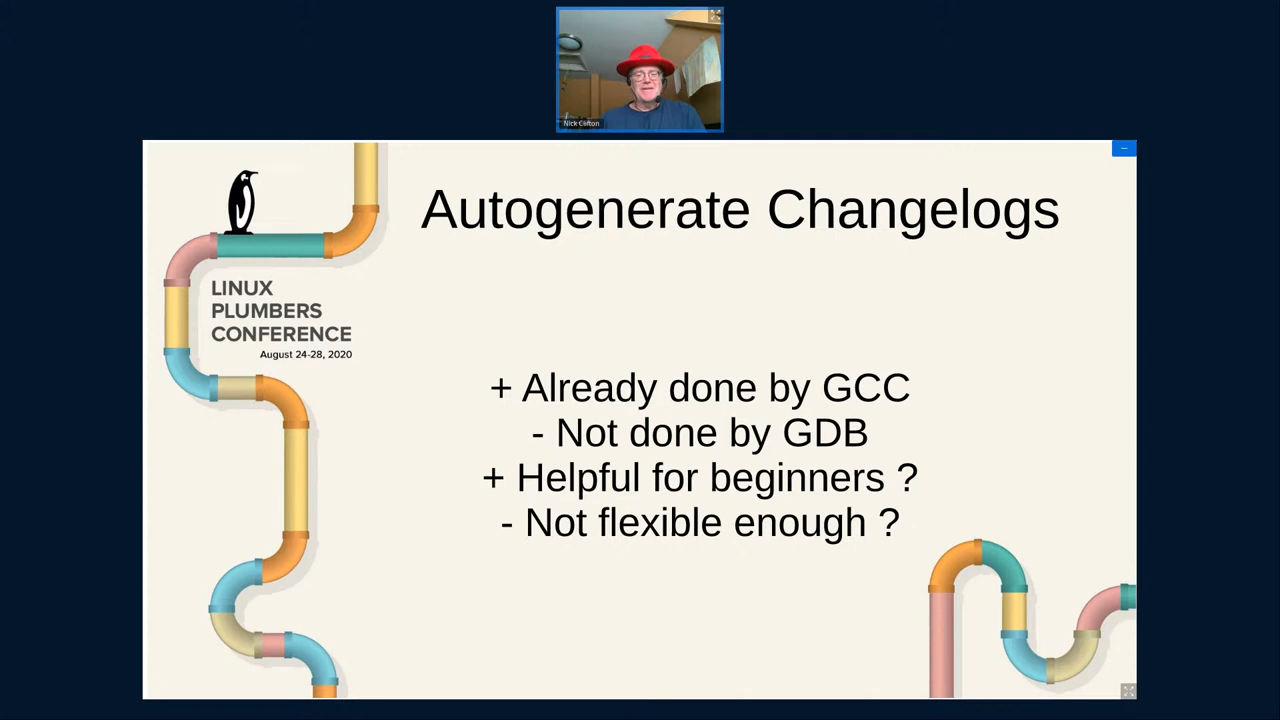 Nick Clifton
Autogenerate Changelogs
LINUX
PLUMBERS
CONFERENCE
August 24-28, 2020
+ Already done by GCC
- Not done by GDB
+ Helpful for beginners ?
- Not flexible enough ?